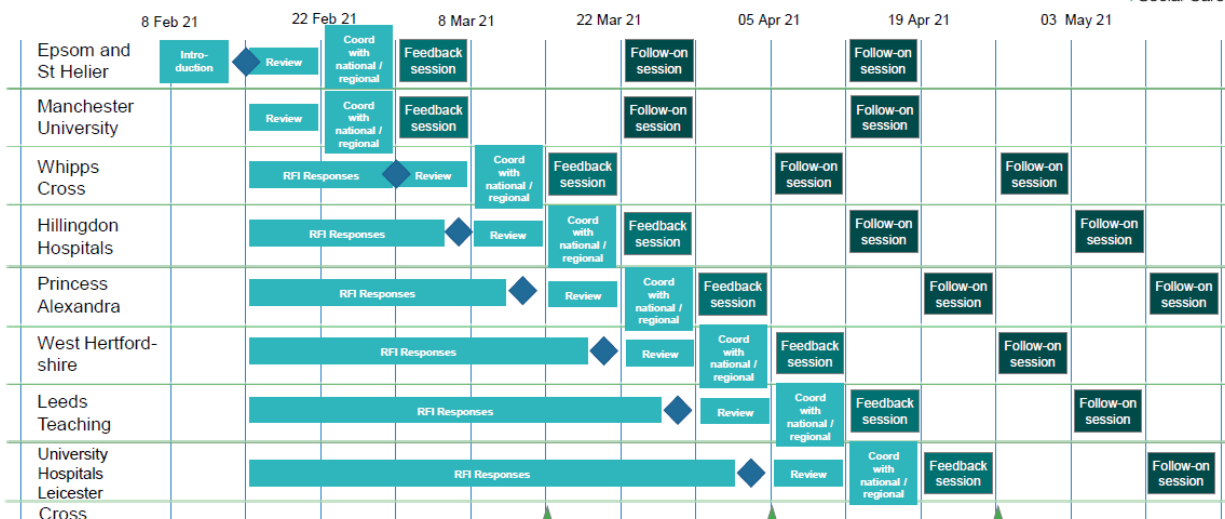 Social Care
8 Feb 21 22 Feb 21 8 Mar 21 22 Mar 21 05 Apr 21 19 Apr 21 03 May 21
Epsom and
St Helier
Intro-
duction
Review
Coord
with
national /
regional
Feedback
session
Follow-on
session
Follow-on
session
Manchester
University
Review
Coord
with
national /
regional
Feedback
session
Follow-on
session
Follow-on
session
Whipps
Cross
RFI Responses
Review
Coord
with
national /
regional
Feedback
session
Follow-on
session
Follow-on
session
Hillingdon
Hospitals
RFI Responses
Review
Coord
with
national /
regional
Feedback
session
Follow-on
session
Follow-on
session
Princess
Alexandra
RFI Responses
Review
Coord
with
national /
regional
Feedback
session
Follow-on
session
Follow-on
session
West Hertford-
shire
RFI Responses
Review
Coord
with
national /
regional
Feedback
session
Follow-on
session
Leeds
Teaching
RFI Responses
Review
Coord
with
national /
regional
Feedback
session
Follow-on
session
University
Hospitals
Leicester
RFI Responses
Review
Coord
with
national /
regional
Feedback
session
Follow-on
session
Cross